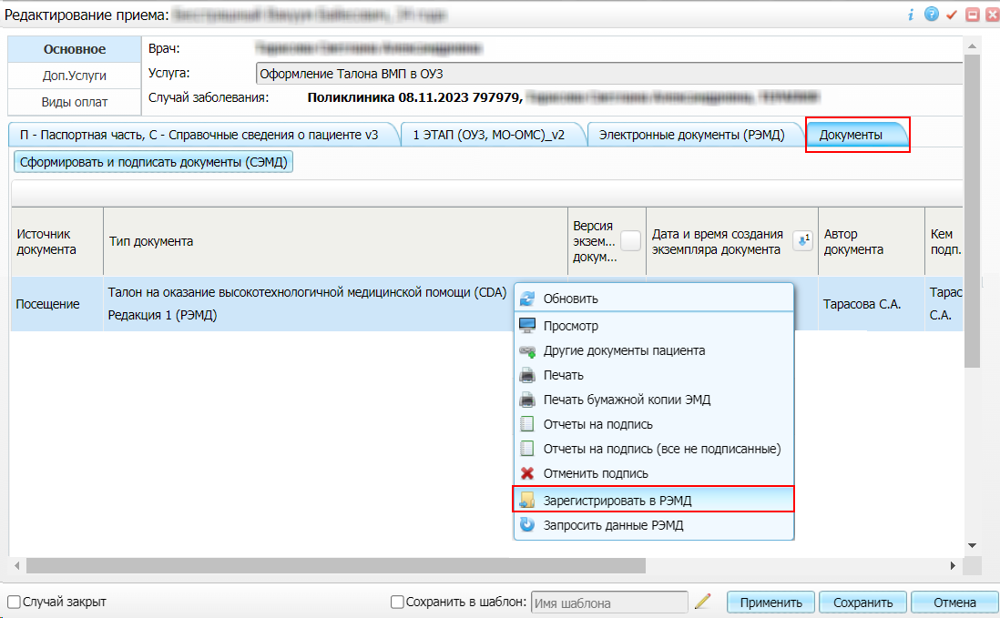 Редактирование приема:
Основное
Доп.Услуги
Виды оплат
Врач:
Услуга: Оформление Талона ВМП в ОУЗ
Случай заболевания: Поликлиника 08.11.2023 797979,
П - Паспортная часть, С - Справочные сведения о пациенте v3 1 ЭТАП (ОУЗ, МО-ОМС)_v2 Электронные документы (РЭМД) Документы
Сформировать и подписать документы (СЭМД)
Источник
документа
Тип документа
Версия
экзем...
докум...
Дата и время создания
экземпляра документа
1
Автор
документа
Кем
подп.
Посещение
Талон на оказание высокотехнологичной медицинской помощи (CDA)
Редакция 1 (РЭМД)
Тарасова С.А.
Тарас
С.А.
Обновить
Просмотр
Другие документы пациента
Печать
Печать бумажной копии ЭМД
Отчеты на подпись
Отчеты на подпись (все не подписанные)
Отменить подпись
Зарегистрировать в РЭМД
Запросить данные РЭМД
Случай закрыт Сохранить в шаблон: Имя шаблона Применить Сохранить Отмена